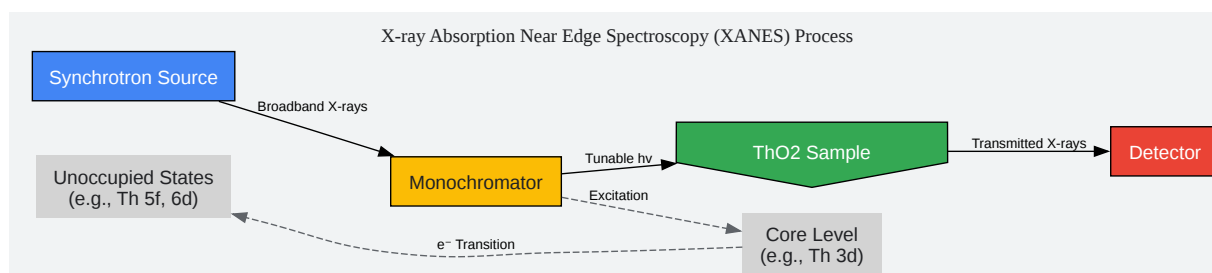 X-ray Absorption Near Edge Spectroscopy (XANES) Process
Synchrotron Source
Broadband X-rays
Monochromator
Tunable hν
ThO2 Sample
Transmitted X-rays
Detector
Unoccupied States
(e.g., Th 5f, 6d)
Excitation
Core Level
(e.g., Th 3d)
e⁻ Transition